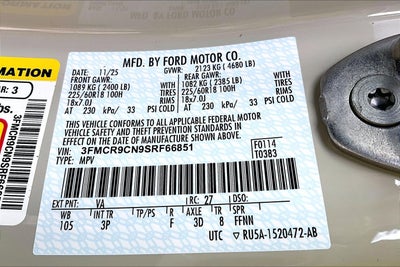 MFD. BY FORD MOTOR CO.
DATE: 11/25 GVWR: 2123 KG ( 4680 LB)
FRONT GAWR: REAR GAWR:
1089 KG ( 2400 LB) WITH 1082 KG ( 2385 LB) WITH
225/60R18 100H TIRES 225/60R18 100H TIRES
18x7.0J RIMS 18x7.0J RIMS
AT 230 kPa/ 33 PSI COLD AT 230 kPa/ 33 PSI COLD
THIS VEHICLE CONFORMS TO ALL APPLICABLE FEDERAL MOTOR
VEHICLE SAFETY AND THEFT PREVENTION STANDARDS IN
EFFECT ON THE DATE OF MANUFACTURE SHOWN ABOVE.
VIN: 3FMCR9CN9SRF66851 F0114
TYPE: MPV T0383
EXT PNT: VA RC: 27 DSO:
WB INT TR TP/PS R AXLE TR SPR
105 3P F 3D 8 FFNN
UTC ▽ RU5A-1520472-AB
RMATION
R: 3
bs.